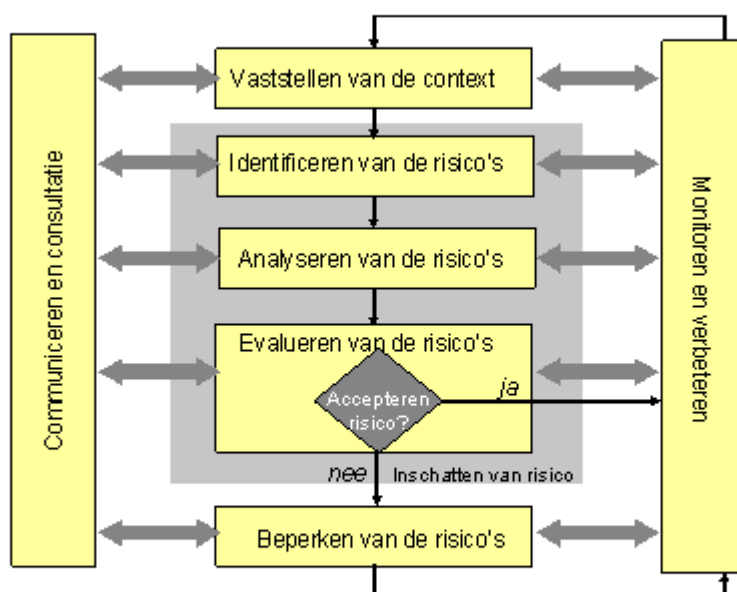 Communiceren en consultatie
Vaststellen van de context
Identificeren van de risico's
Analyseren van de risico's
Evalueren van de risico's
Accepteren
risico?
ja
nee
Inschatten van risico
Beperken van de risico's
Monitoren en verbeteren